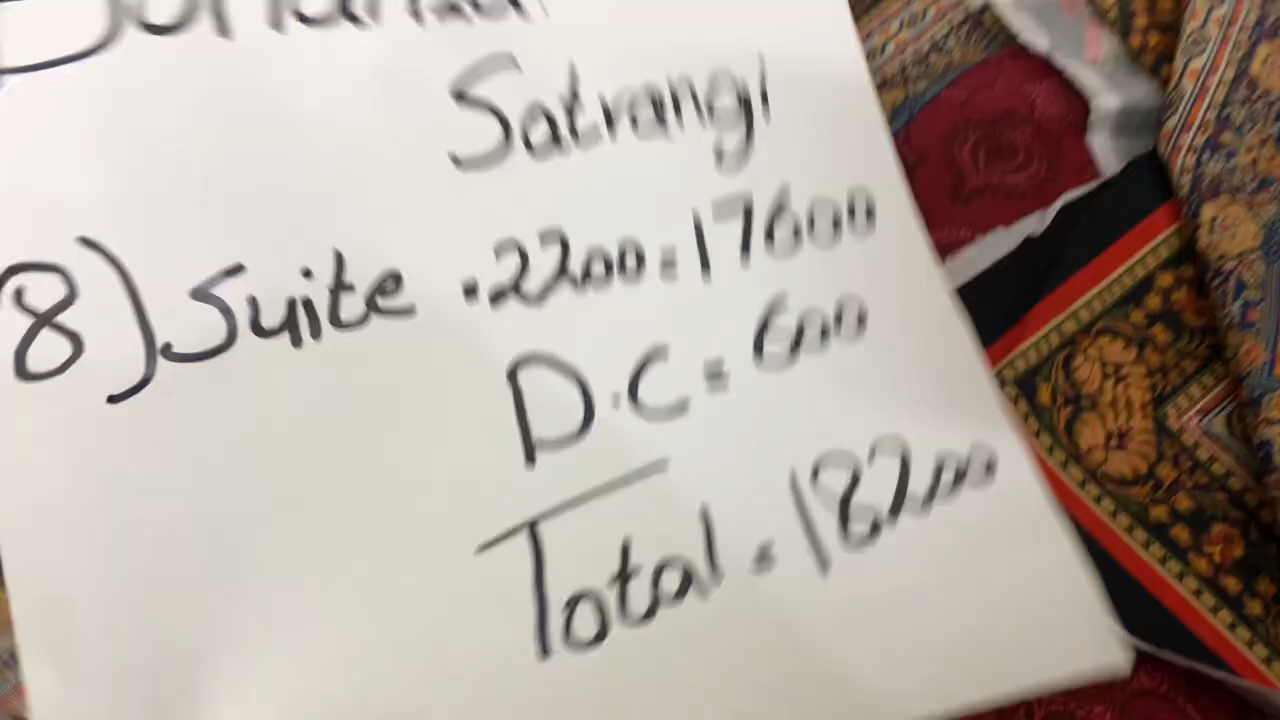 Satrangi
8) Suite . 2200 = 17600
D.C = 600
Total = 18200